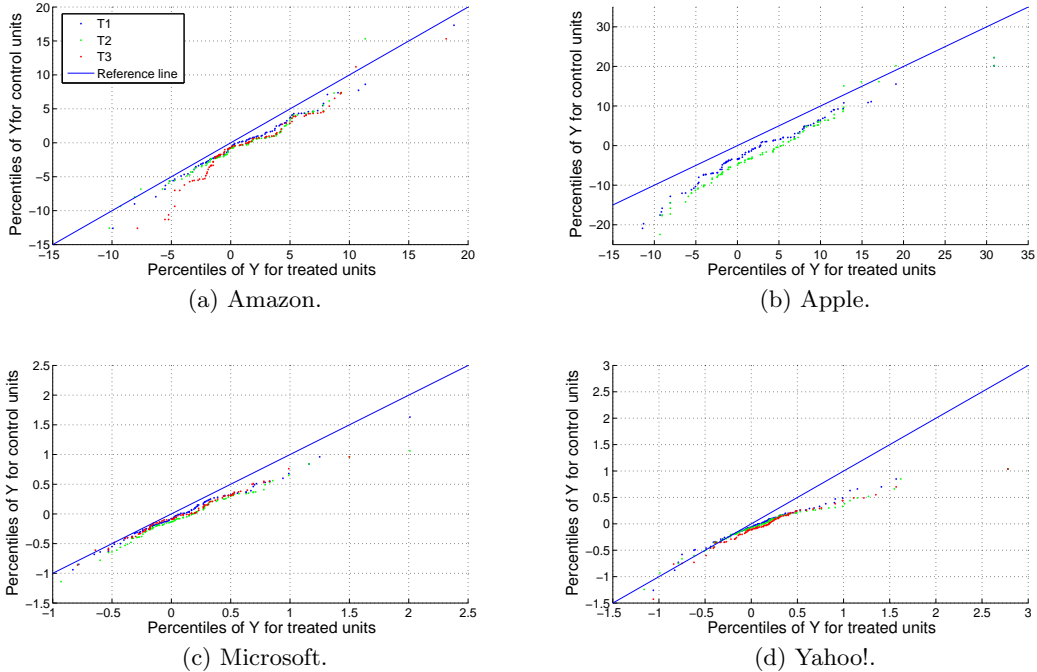 T1
T2
T3
Reference line
20
15
10
5
0
−5
−10
−15
−15 −10 −5 0 5 10 15 20
Percentiles of Yfor control units
Percentiles of Y for treated units
(a) Amazon.
30
20
10
0
−10
−20
−15 −10 −5 0 5 10 15 20 25 30 35
Percentiles of Y for control units
Percentiles of Y for treated units
(b) Apple.
2.5
2
1.5
1
0.5
0
−0.5
−1
−1.5
−1 −0.5 0 0.5 1 1.5 2 2.5
Percentiles of Y for control units
Percentiles of Y for treated units
(c) Microsoft.
3
2.5
2
1.5
1
0.5
0
−0.5
−1
−1.5
−1.5 −1 −0.5 0 0.5 1 1.5 2 2.5 3
Percentiles of Y for control units
Percentiles of Y for treated units
(d) Yahoo!.